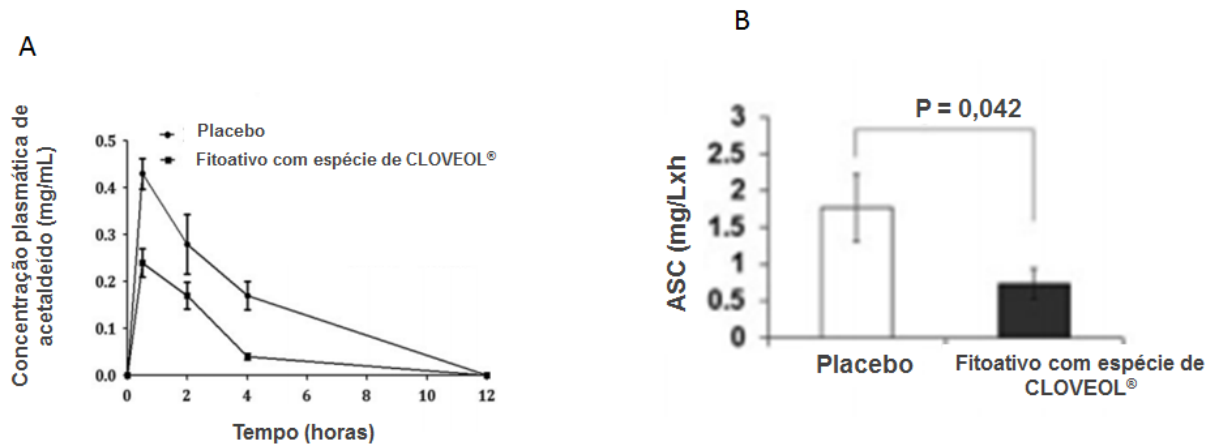 A
Concentração plasmática de
acetaldeído (mg/mL)
Placebo
Fitoativo com espécie de CLOVEOL®
0.5
0.4
0.3
0.2
0.1
0.0
0 2 4 6 8 10 12
Tempo (horas)
B
P = 0,042
ASC (mg/Lxh)
3
2.5
2
1.5
1
0.5
0
Placebo
Fitoativo com espécie de
CLOVEOL®